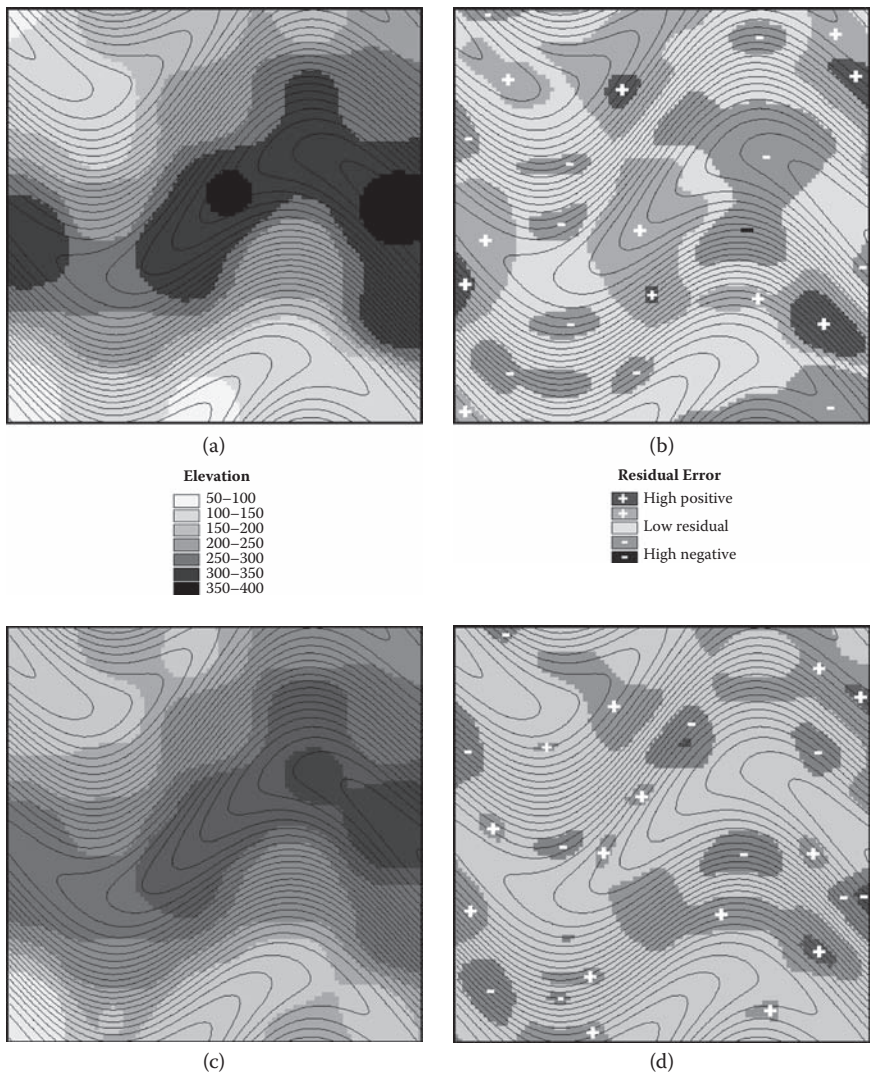 (a)
(b)
Elevation
50–100
100–150
150–200
200–250
250–300
300–350
350–400
Residual Error
+ High positive
+
Low residual
-
- High negative
(c)
(d)